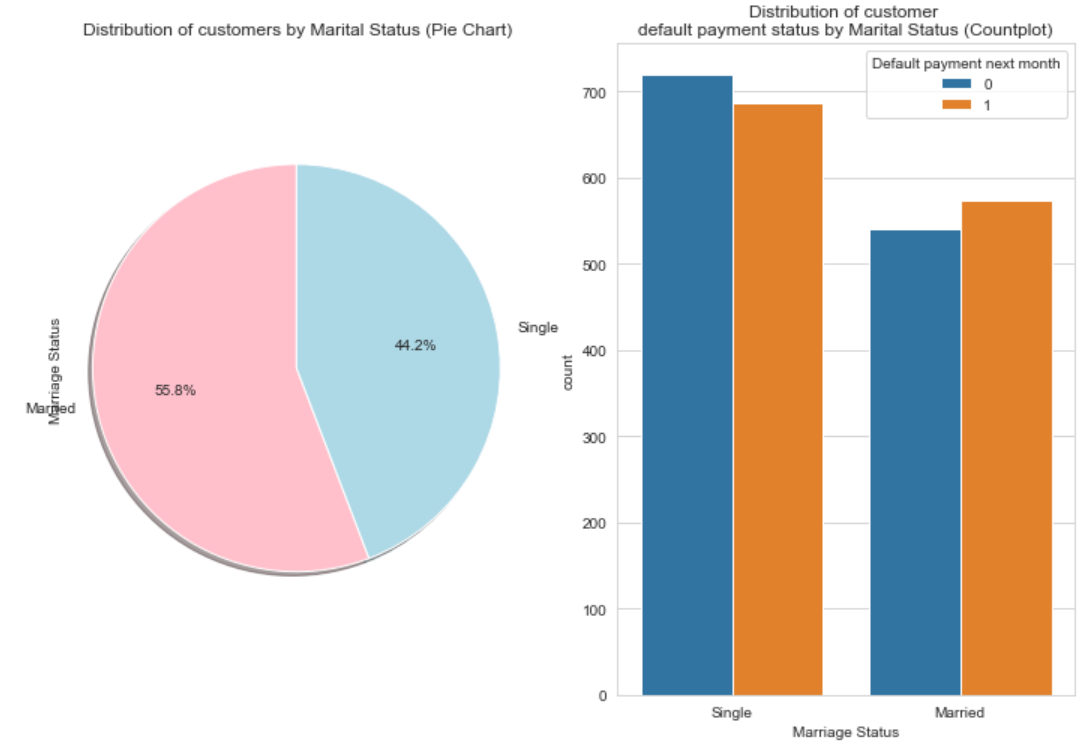 Distribution of customers by Marital Status (Pie Chart)
Marriage Status
Married
55.8%
44.2%
Single
Distribution of customer
default payment status by Marital Status (Countplot)
Default payment next month
0
1
count
700
600
500
400
300
200
100
0
Single
Married
Marriage Status